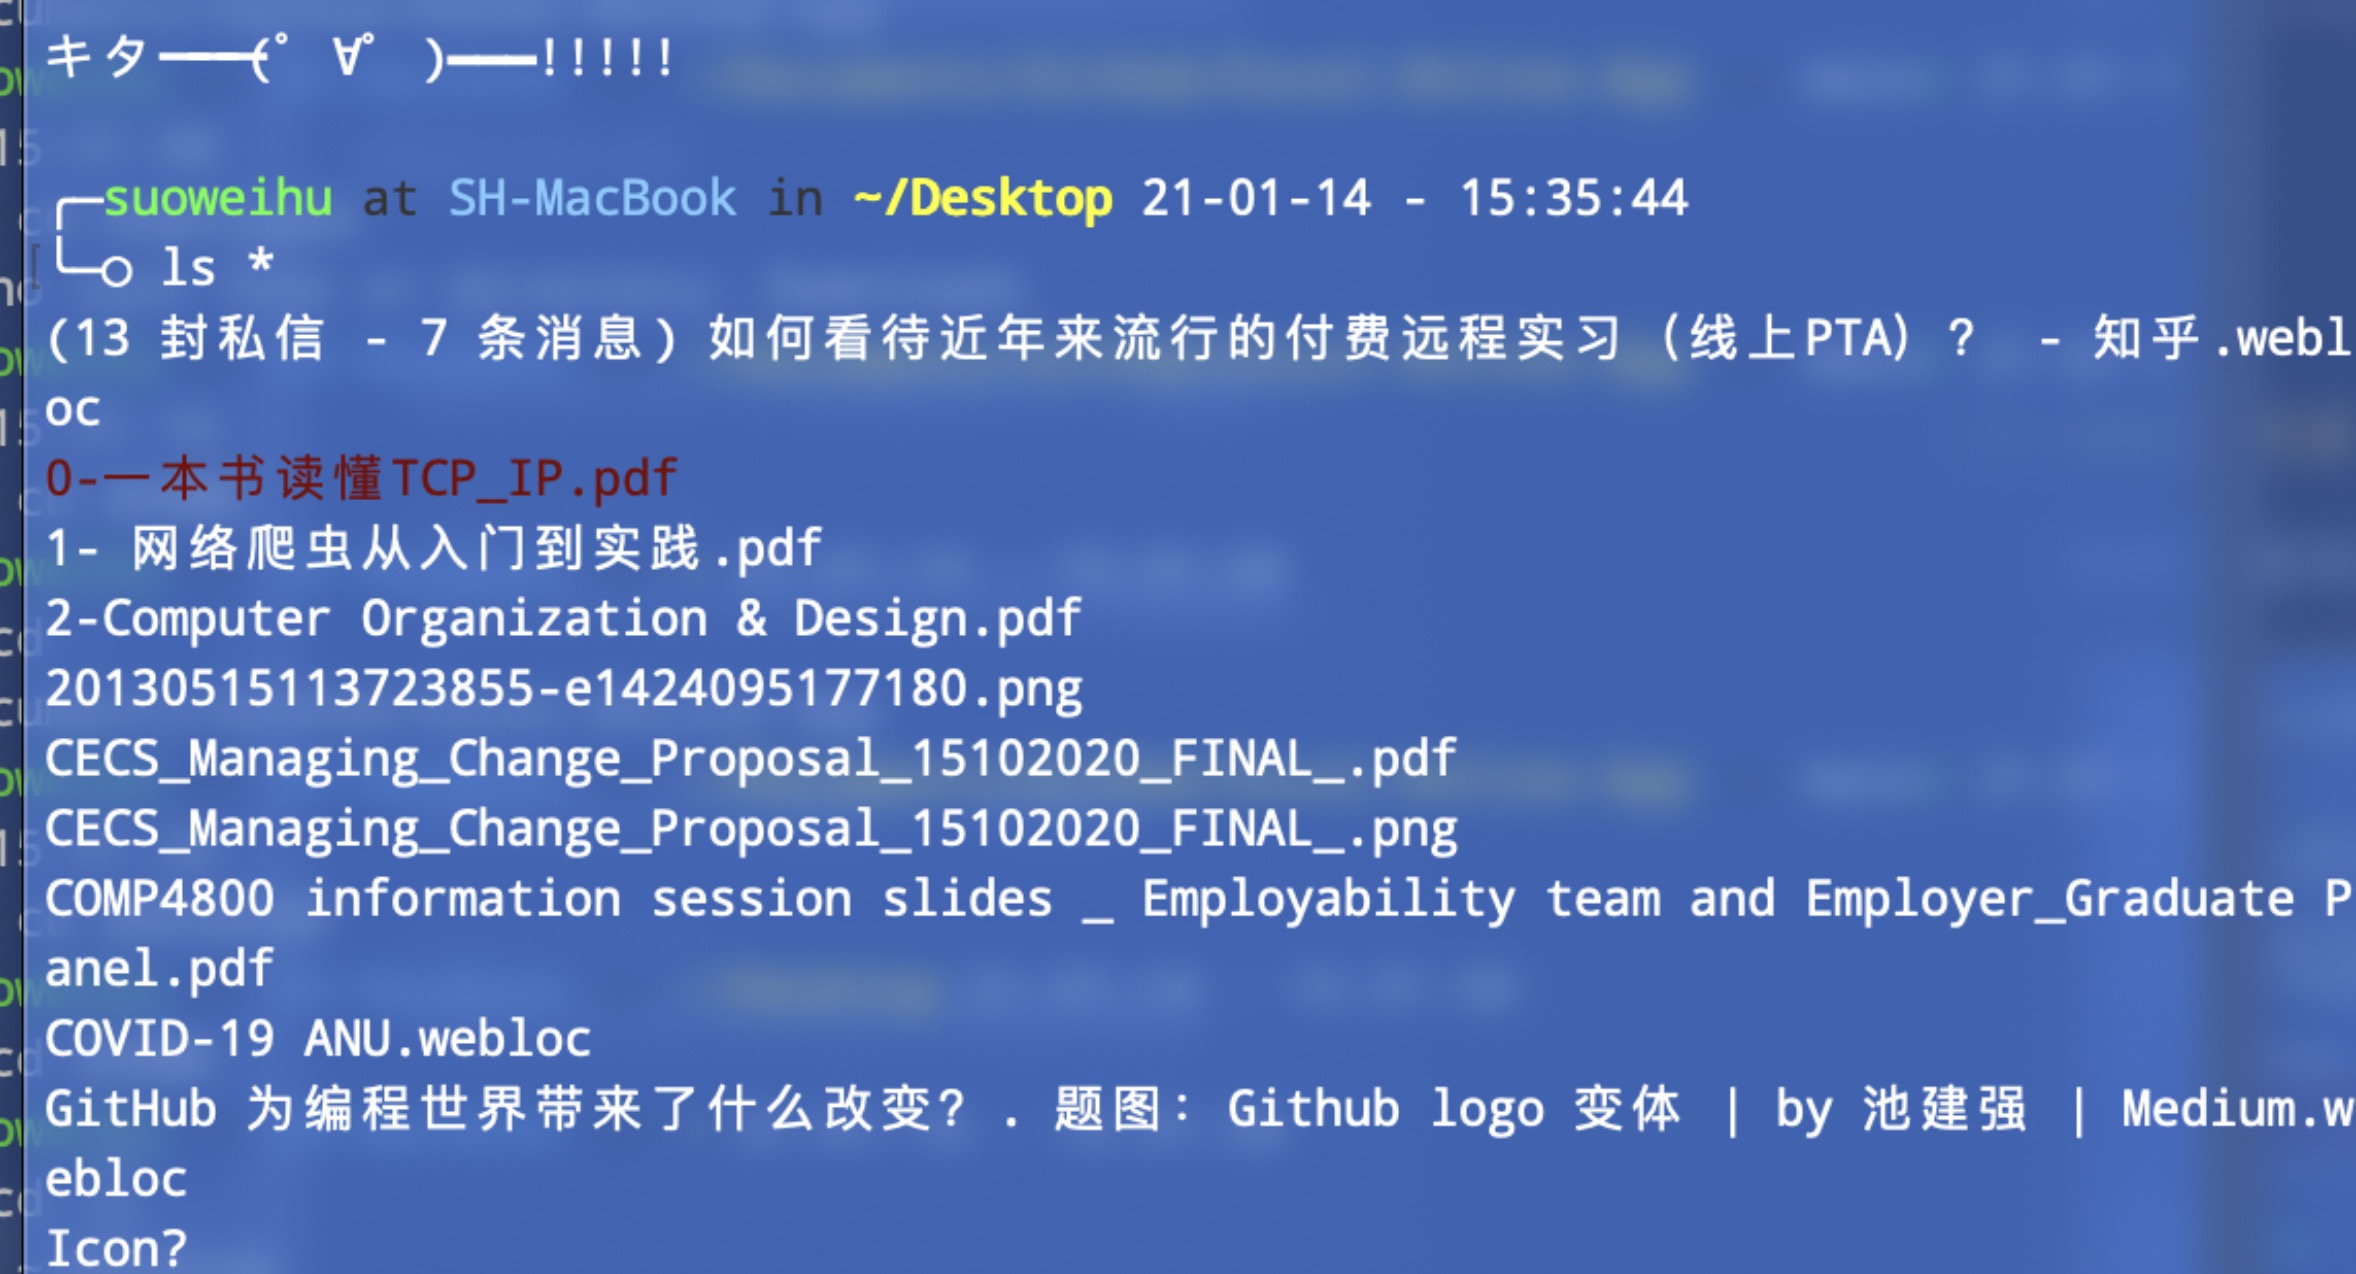 キタ━━━(ﾟ ∀ﾟ )━━━!!!!!
╭─suoweihu at SH-MacBook in ~/Desktop 21-01-14 - 15:35:44
╰─○ ls *
(13 封私信 - 7 条消息) 如何看待近年来流行的付费远程实习（线上PTA）？ - 知乎.webl
oc
0-一本书读懂TCP_IP.pdf
1- 网络爬虫从入门到实践.pdf
2-Computer Organization & Design.pdf
2013051511372385​5-e1424095177180.png
CECS_Managing_Change_Proposal_15102020_FINAL_.pdf
CECS_Managing_Change_Proposal_15102020_FINAL_.png
COMP4800 information session slides _ Employability team and Employer_Graduate P
anel.pdf
COVID-19 ANU.webloc
GitHub 为编程世界带来了什么改变？. 题图：Github logo 变体 | by 池建强 | Medium.w
ebloc
Icon?